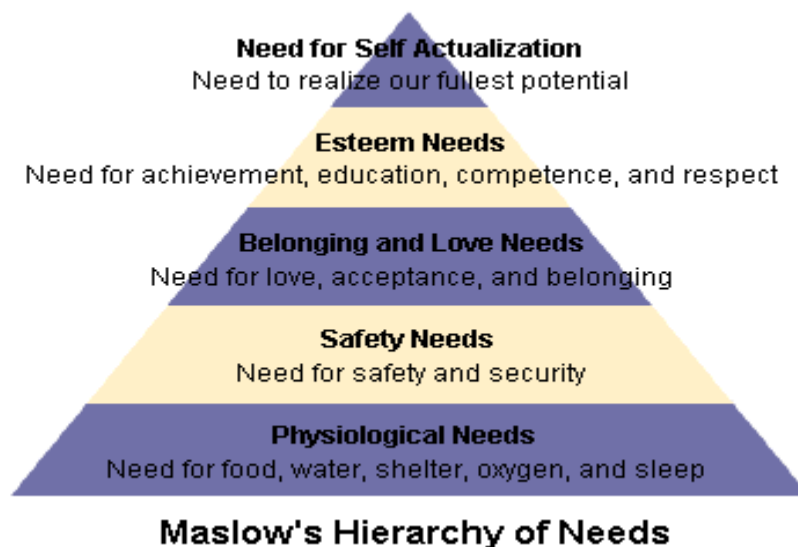 Need for Self Actualization
Need to realize our fullest potential
Esteem Needs
Need for achievement, education, competence, and respect
Belonging and Love Needs
Need for love, acceptance, and belonging
Safety Needs
Need for safety and security
Physiological Needs
Need for food, water, shelter, oxygen, and sleep
Maslow's Hierarchy of Needs